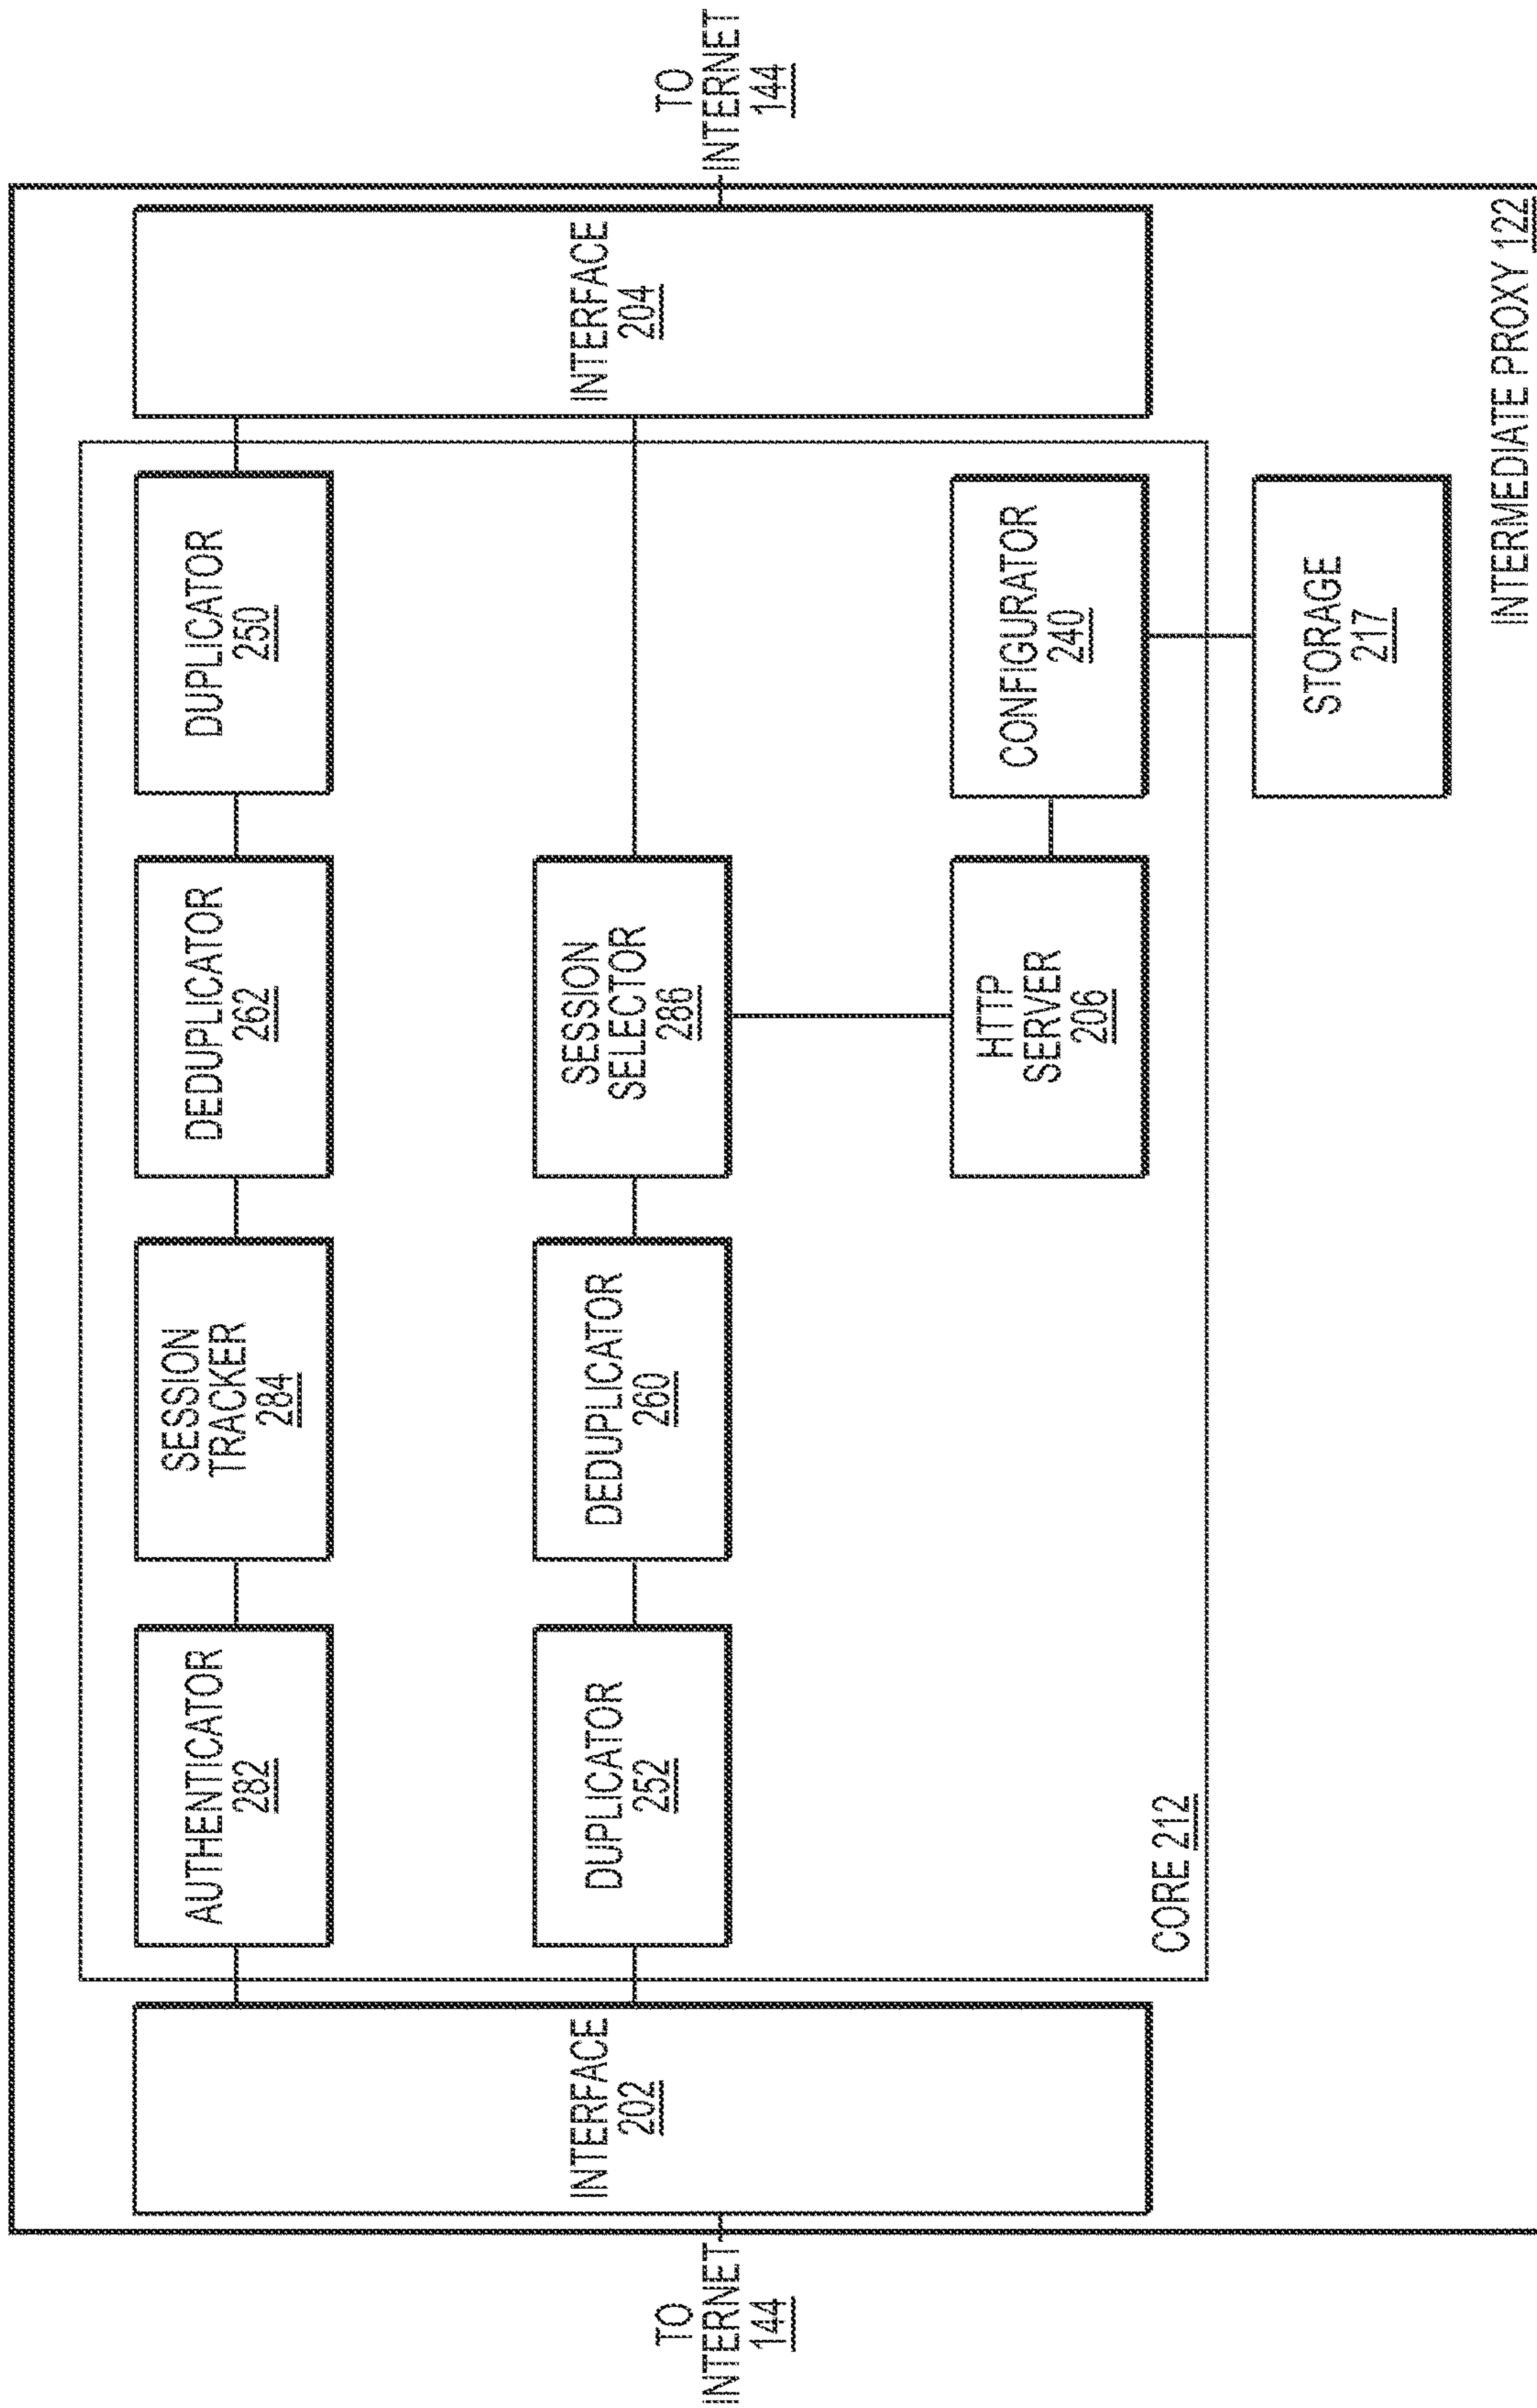 TO
INTERNET
144
INTERFACE
202
AUTHENTICATOR
282
SESSION
TRACKER
284
DEDUPLICATOR
262
DUPLICATOR
250
DUPLICATOR
252
DEDUPLICATOR
260
SESSION
SELECTOR
286
HTTP
SERVER
206
CONFIGURATOR
240
CORE 212
STORAGE
217
INTERFACE
204
TO
INTERNET
144
INTERMEDIATE PROXY 122